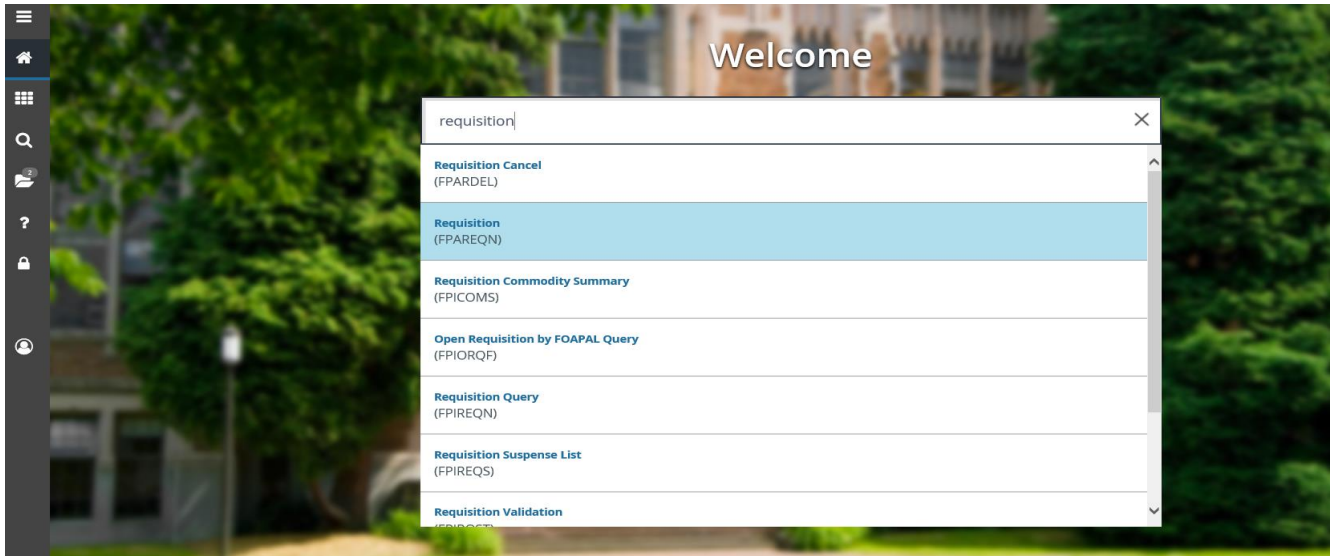 Welcome
requisition
Requisition Cancel
(FPARDEL)
Requisition
(FPAREQN)
Requisition Commodity Summary
(FPICOMS)
Open Requisition by FOAPAL Query
(FPIORQF)
Requisition Query
(FPIREQN)
2
Requisition Suspense List
(FPIREQS)
Requisition Validation